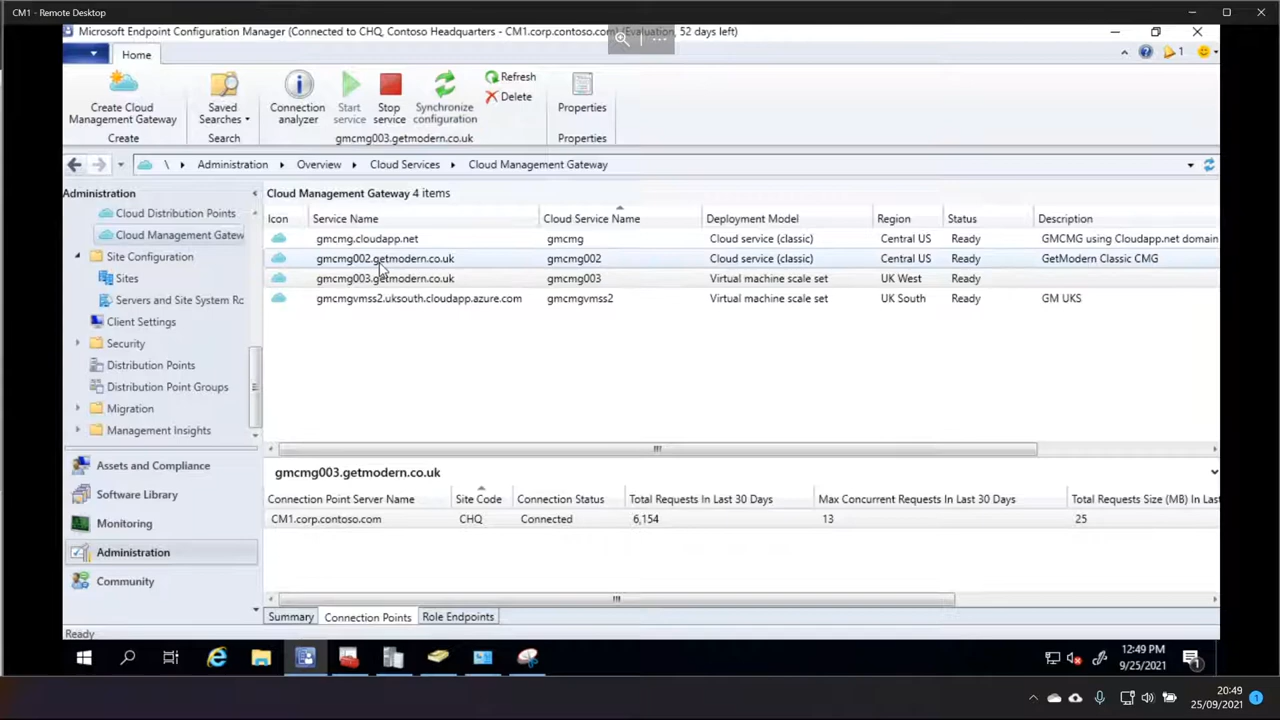 CM1 - Remote Desktop
Microsoft Endpoint Configuration Manager (Connected to CHQ, Contoso Headquarters - CM1.corp.contoso.com) (Evaluation, 52 days left)
Home
1
Create Cloud
Management Gateway
Saved
Searches
Connection
analyzer
Start
service
Stop
service
Synchronize
configuration
Refresh
Delete
Properties
Create
Search
gmcmg003.getmodern.co.uk
Properties
\ Administration Overview Cloud Services Cloud Management Gateway
Administration
Cloud Distribution Points
Cloud Management Gatew
Site Configuration
Sites
Servers and Site System Ro
Client Settings
Security
Distribution Points
Distribution Point Groups
Migration
Management Insights
Assets and Compliance
Software Library
Monitoring
Administration
Community
Cloud Management Gateway 4 items
Icon Service Name Cloud Service Name Deployment Model Region Status Description
gmcmg.cloudapp.net gmcmg Cloud service (classic) Central US Ready GMCMG using Cloudapp.net domain
gmcmg002.getmodern.co.uk gmcmg002 Cloud service (classic) Central US Ready GetModern Classic CMG
gmcmg003.getmodern.co.uk gmcmg003 Virtual machine scale set UK West Ready
gmcmgvmss2.uksouth.cloudapp.azure.com gmcmgvmss2 Virtual machine scale set UK South Ready GM UKS
gmcmg003.getmodern.co.uk
Connection Point Server Name Site Code Connection Status Total Requests In Last 30 Days Max Concurrent Requests In Last 30 Days Total Requests Size (MB) In Last
CM1.corp.contoso.com CHQ Connected 6,154 13 25
Summary Connection Points Role Endpoints
Ready
12:49 PM
9/25/2021
1
20:49
25/09/2021
1